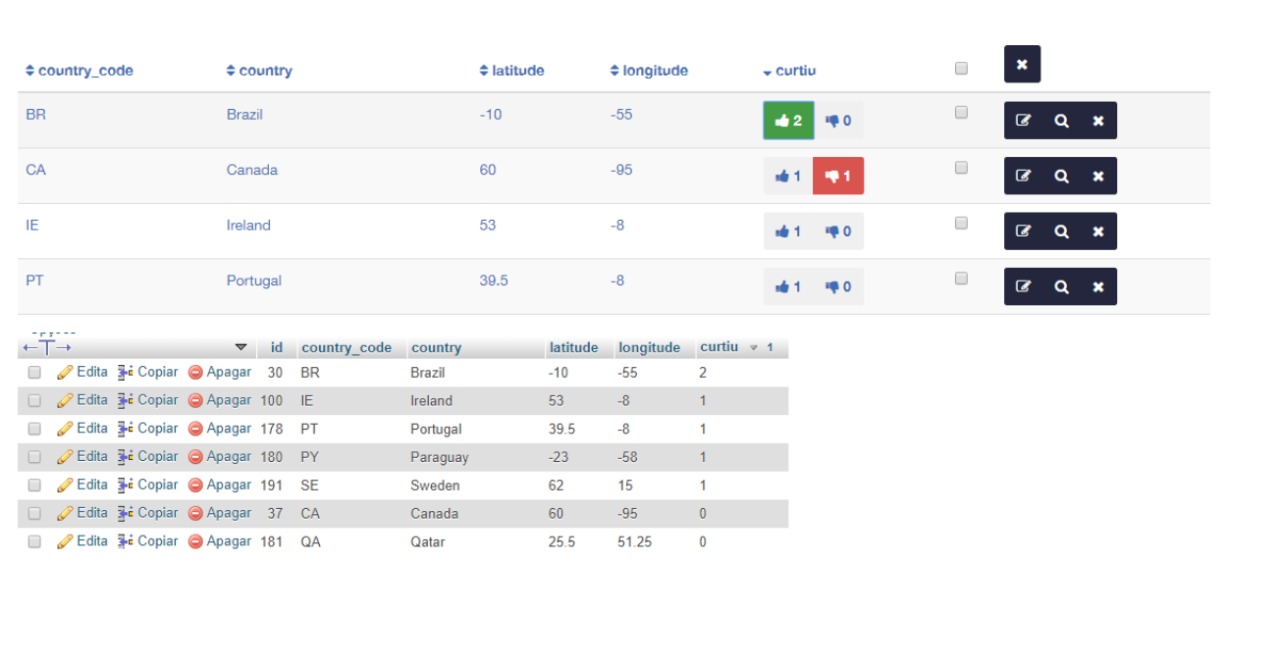 country_code country latitude longitude curtiu
BR Brazil -10 -55 2 0
CA Canada 60 -95 1 1
IE Ireland 53 -8 1 0
PT Portugal 39.5 -8 1 0
id country_code country latitude longitude curtiu 1
Edita Copiar Apagar 30 BR Brazil -10 -55 2
Edita Copiar Apagar 100 IE Ireland 53 -8 1
Edita Copiar Apagar 178 PT Portugal 39.5 -8 1
Edita Copiar Apagar 180 PY Paraguay -23 -58 1
Edita Copiar Apagar 191 SE Sweden 62 15 1
Edita Copiar Apagar 37 CA Canada 60 -95 0
Edita Copiar Apagar 181 QA Qatar 25.5 51.25 0